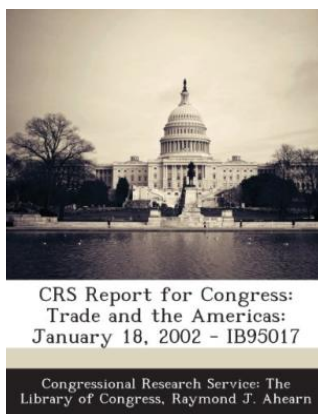 CRS Report for Congress:
Trade and the Americas:
January 18, 2002 - IB95017
Congressional Research Service: The
Library of Congress, Raymond J. Ahearn